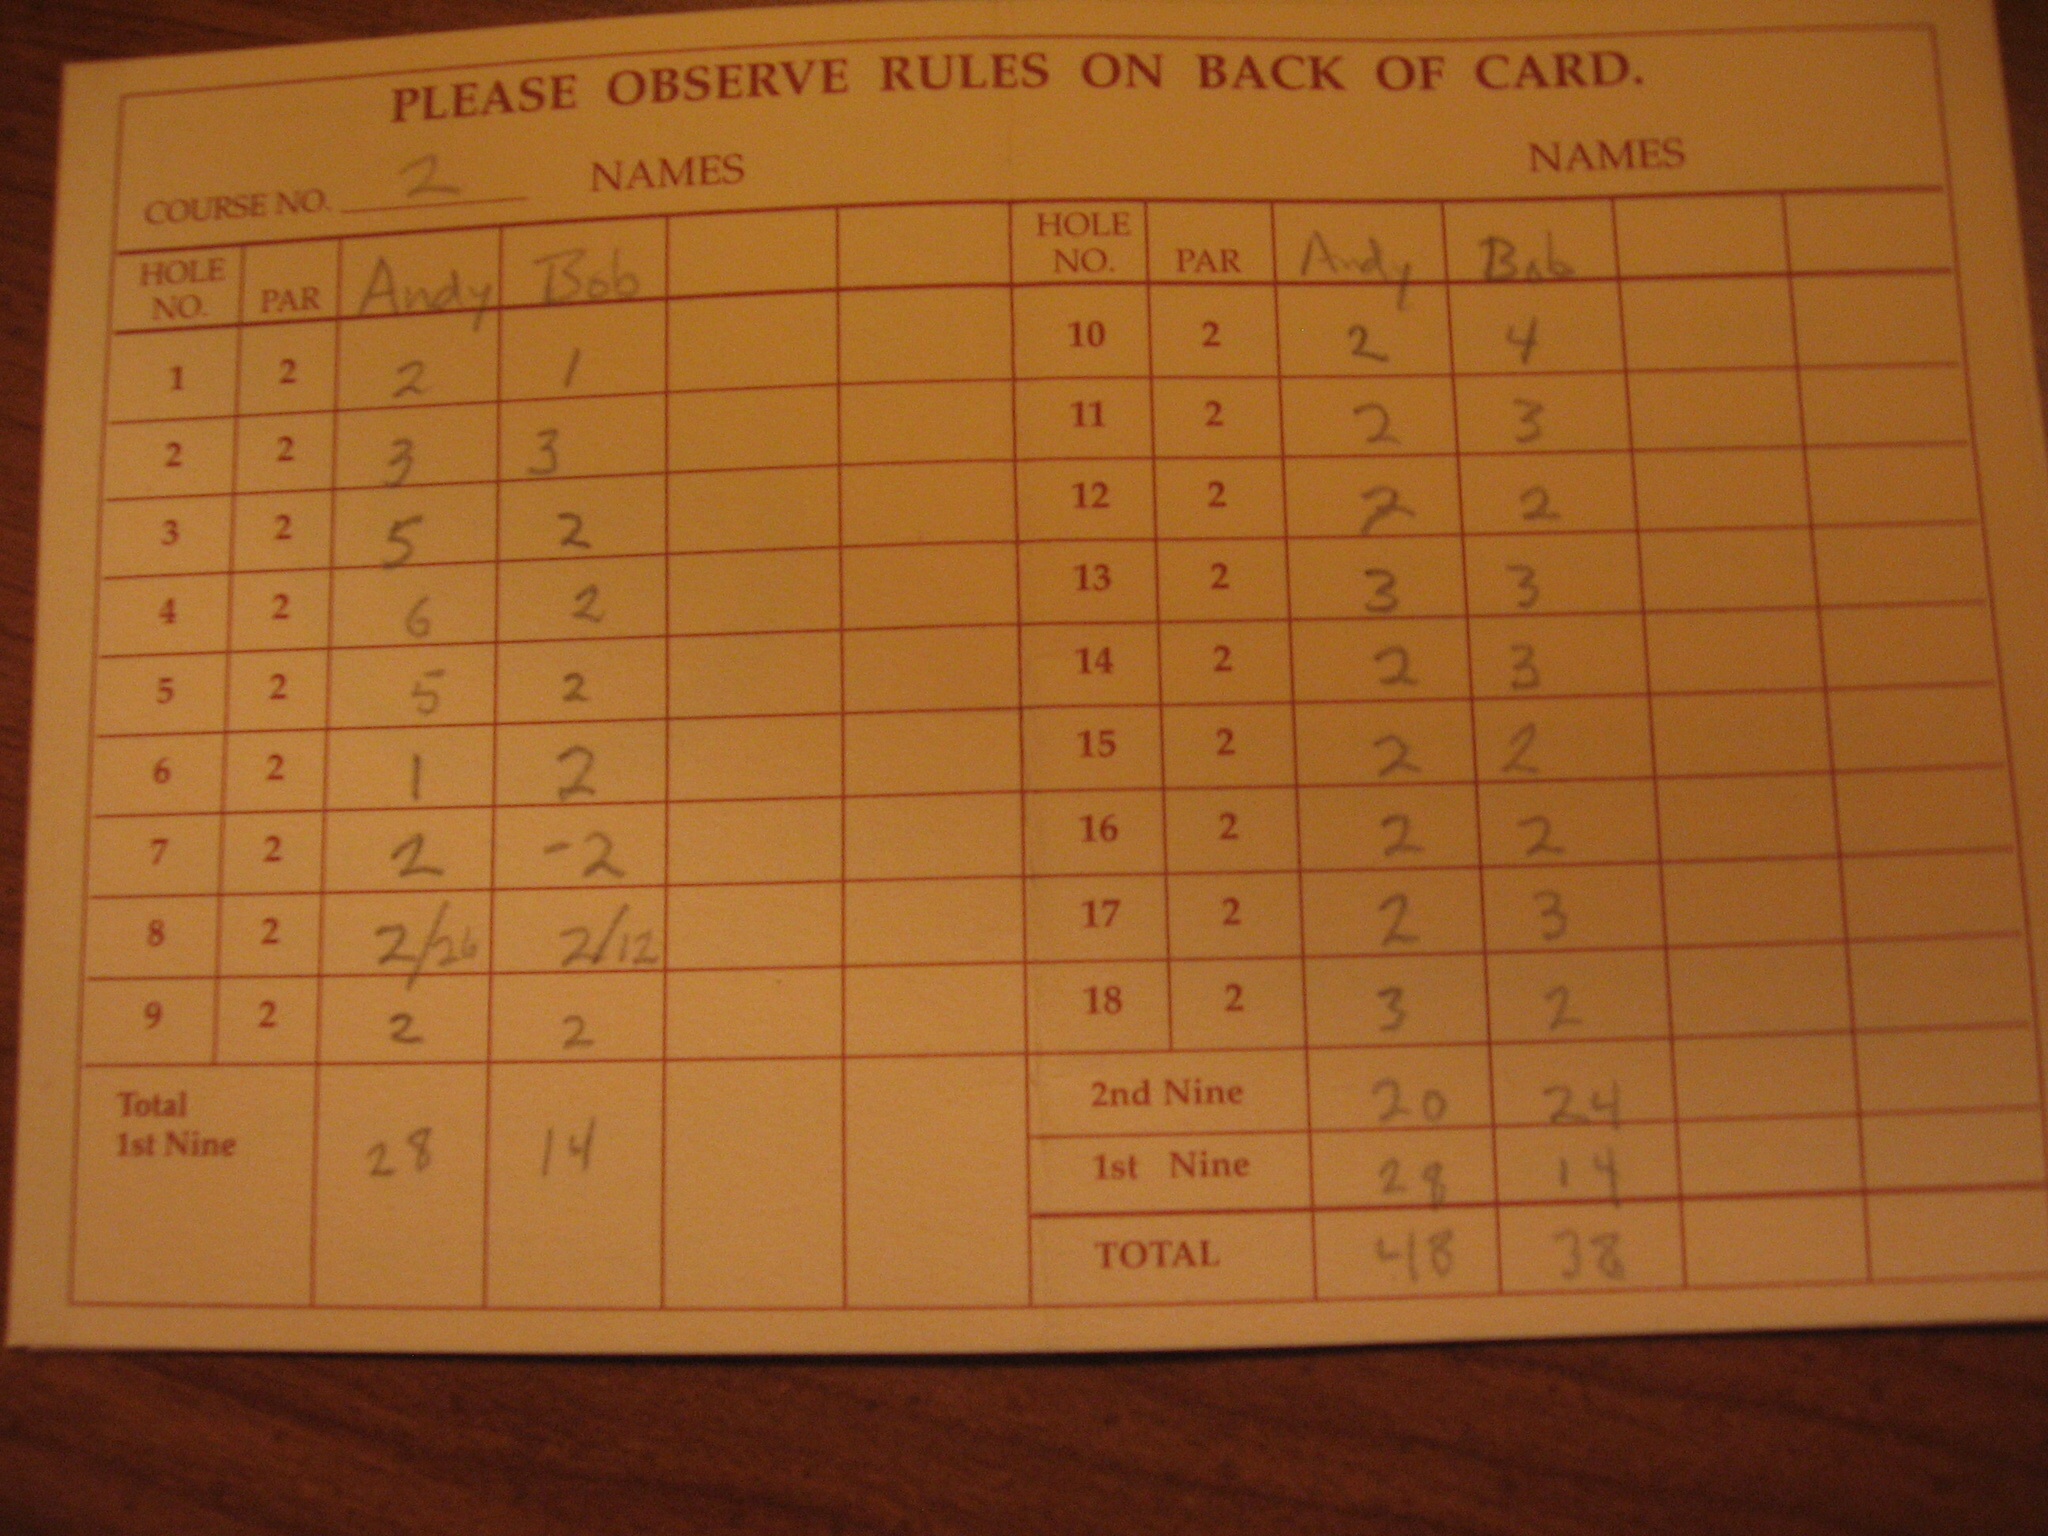 PLEASE OBSERVE RULES ON BACK OF CARD.
COURSE NO. 2 NAMES NAMES
HOLE NO. PAR Andy Bob HOLE NO. PAR Andy Bob
1 2 2 1 10 2 2 4
2 2 3 3 11 2 2 3
3 2 5 2 12 2 2 2
4 2 6 2 13 2 3 3
5 2 5 2 14 2 2 3
6 2 1 2 15 2 2 2
7 2 2 -2 16 2 2 2
8 2 2/26 2/12 17 2 2 3
9 2 2 2 18 2 3 2
Total 1st Nine 28 14
2nd Nine 20 24
1st Nine 28 14
TOTAL 48 38